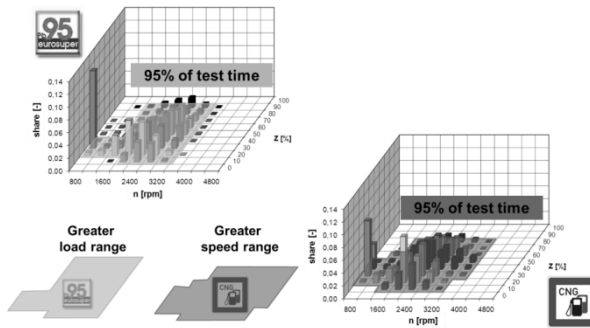 95
eurosuper
95% of test time
share [-]
0,14
0,12
0,10
0,08
0,06
0,04
0,02
0,00
800 1600 2400 3200 4000 4800
n [rpm]
0 10 20 30 40 50 60 70 80 90 100
Z [%]
95% of test time
share [-]
0,14
0,12
0,10
0,08
0,06
0,04
0,02
0,00
800 1600 2400 3200 4000 4800
n [rpm]
0 10 20 30 40 50 60 70 80 90 100
Z [%]
CNG
Greater
load range
95
eurosuper
Greater
speed range
CNG